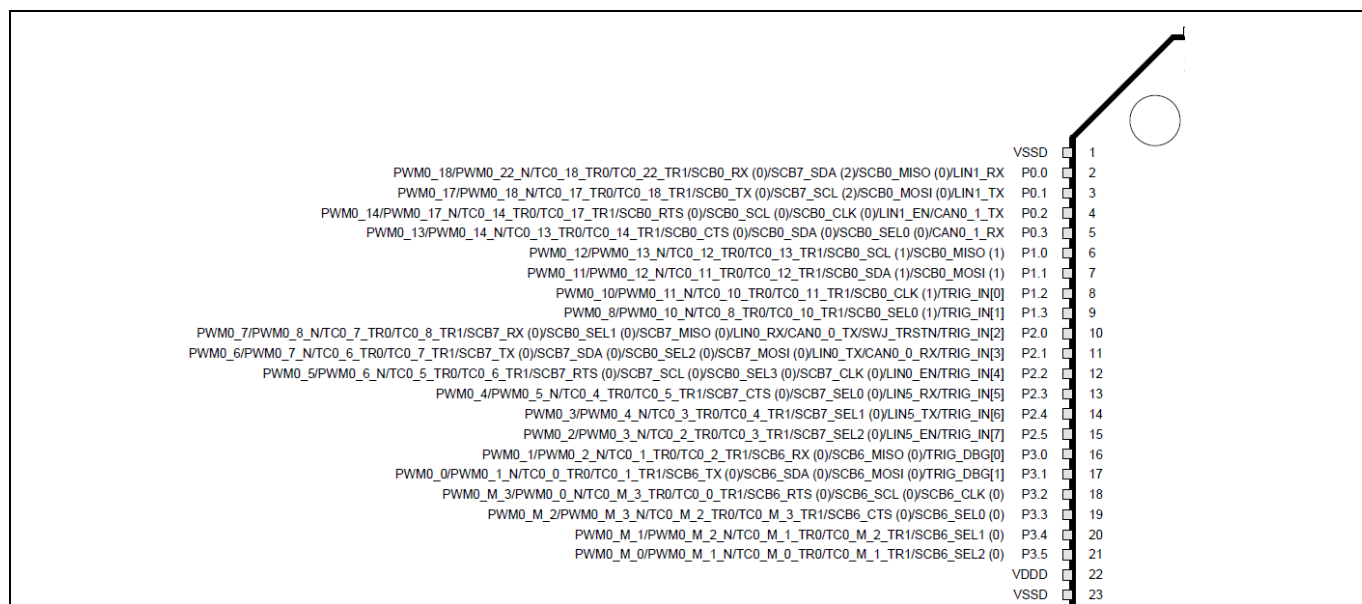 VSSD 1
PWM0_18/PWM0_22_N/TC0_18_TR0/TC0_22_TR1/SCB0_RX (0)/SCB7_SDA (2)/SCB0_MISO (0)/LIN1_RX P0.0 2
PWM0_17/PWM0_18_N/TC0_17_TR0/TC0_18_TR1/SCB0_TX (0)/SCB7_SCL (2)/SCB0_MOSI (0)/LIN1_TX P0.1 3
PWM0_14/PWM0_17_N/TC0_14_TR0/TC0_17_TR1/SCB0_RTS (0)/SCB0_SCL (0)/SCB0_CLK (0)/LIN1_EN/CAN0_1_TX P0.2 4
PWM0_13/PWM0_14_N/TC0_13_TR0/TC0_14_TR1/SCB0_CTS (0)/SCB0_SDA (0)/SCB0_SEL0 (0)/CAN0_1_RX P0.3 5
PWM0_12/PWM0_13_N/TC0_12_TR0/TC0_13_TR1/SCB0_SCL (1)/SCB0_MISO (1) P1.0 6
PWM0_11/PWM0_12_N/TC0_11_TR0/TC0_12_TR1/SCB0_SDA (1)/SCB0_MOSI (1) P1.1 7
PWM0_10/PWM0_11_N/TC0_10_TR0/TC0_11_TR1/SCB0_CLK (1)/TRIG_IN[0] P1.2 8
PWM0_8/PWM0_10_N/TC0_8_TR0/TC0_10_TR1/SCB0_SEL0 (1)/TRIG_IN[1] P1.3 9
PWM0_7/PWM0_8_N/TC0_7_TR0/TC0_8_TR1/SCB7_RX (0)/SCB0_SEL1 (0)/SCB7_MISO (0)/LIN0_RX/CAN0_0_TX/SWJ_TRSTN/TRIG_IN[2] P2.0 10
PWM0_6/PWM0_7_N/TC0_6_TR0/TC0_7_TR1/SCB7_TX (0)/SCB7_SDA (0)/SCB0_SEL2 (0)/SCB7_MOSI (0)/LIN0_TX/CAN0_0_RX/TRIG_IN[3] P2.1 11
PWM0_5/PWM0_6_N/TC0_5_TR0/TC0_6_TR1/SCB7_RTS (0)/SCB7_SCL (0)/SCB0_SEL3 (0)/SCB7_CLK (0)/LIN0_EN/TRIG_IN[4] P2.2 12
PWM0_4/PWM0_5_N/TC0_4_TR0/TC0_5_TR1/SCB7_CTS (0)/SCB7_SEL0 (0)/LIN5_RX/TRIG_IN[5] P2.3 13
PWM0_3/PWM0_4_N/TC0_3_TR0/TC0_4_TR1/SCB7_SEL1 (0)/LIN5_TX/TRIG_IN[6] P2.4 14
PWM0_2/PWM0_3_N/TC0_2_TR0/TC0_3_TR1/SCB7_SEL2 (0)/LIN5_EN/TRIG_IN[7] P2.5 15
PWM0_1/PWM0_2_N/TC0_1_TR0/TC0_2_TR1/SCB6_RX (0)/SCB6_MISO (0)/TRIG_DBG[0] P3.0 16
PWM0_0/PWM0_1_N/TC0_0_TR0/TC0_1_TR1/SCB6_TX (0)/SCB6_SDA (0)/SCB6_MOSI (0)/TRIG_DBG[1] P3.1 17
PWM0_M_3/PWM0_0_N/TC0_M_3_TR0/TC0_0_TR1/SCB6_RTS (0)/SCB6_SCL (0)/SCB6_CLK (0) P3.2 18
PWM0_M_2/PWM0_M_3_N/TC0_M_2_TR0/TC0_M_3_TR1/SCB6_CTS (0)/SCB6_SEL0 (0) P3.3 19
PWM0_M_1/PWM0_M_2_N/TC0_M_1_TR0/TC0_M_2_TR1/SCB6_SEL1 (0) P3.4 20
PWM0_M_0/PWM0_M_1_N/TC0_M_0_TR0/TC0_M_1_TR1/SCB6_SEL2 (0) P3.5 21
VDDD 22
VSSD 23